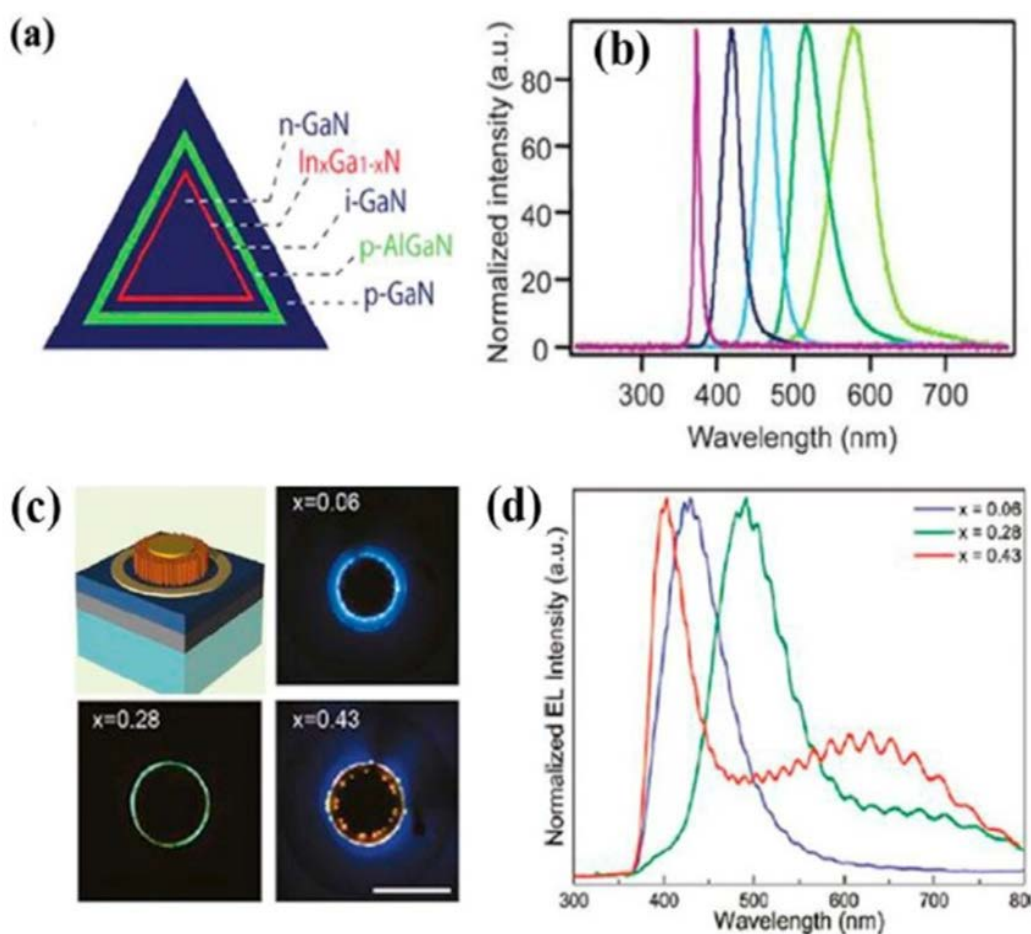 (a)
n-GaN
InxGa1-xN
i-GaN
p-AlGaN
p-GaN
(b)
Normalized intensity (a.u.)
80
60
40
20
0
300 400 500 600 700
Wavelength (nm)
(c)
x=0.06
x=0.28
x=0.43
(d)
Normalized EL Intensity (a.u.)
x = 0.06
x = 0.28
x = 0.43
300 400 500 600 700 800
Wavelength (nm)